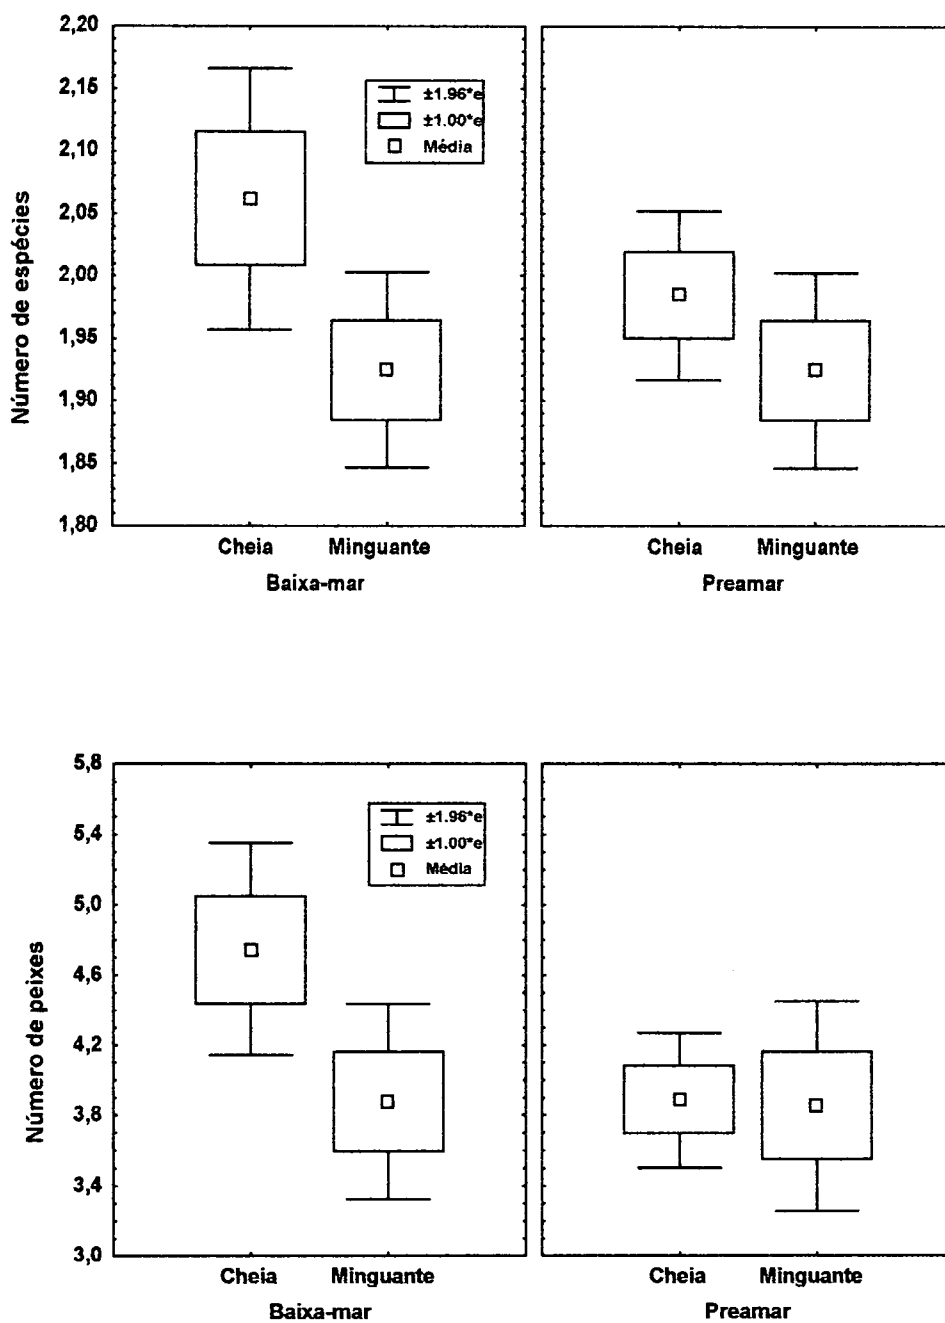 Número de espécies
2,20
2,15
2,10
2,05
2,00
1,95
1,90
1,85
1,80
±1.96*e
±1.00*e
Média
Cheia Minguante
Baixa-mar
Cheia Minguante
Preamar
Número de peixes
5,8
5,4
5,0
4,6
4,2
3,8
3,4
3,0
±1.96*e
±1.00*e
Média
Cheia Minguante
Baixa-mar
Cheia Minguante
Preamar